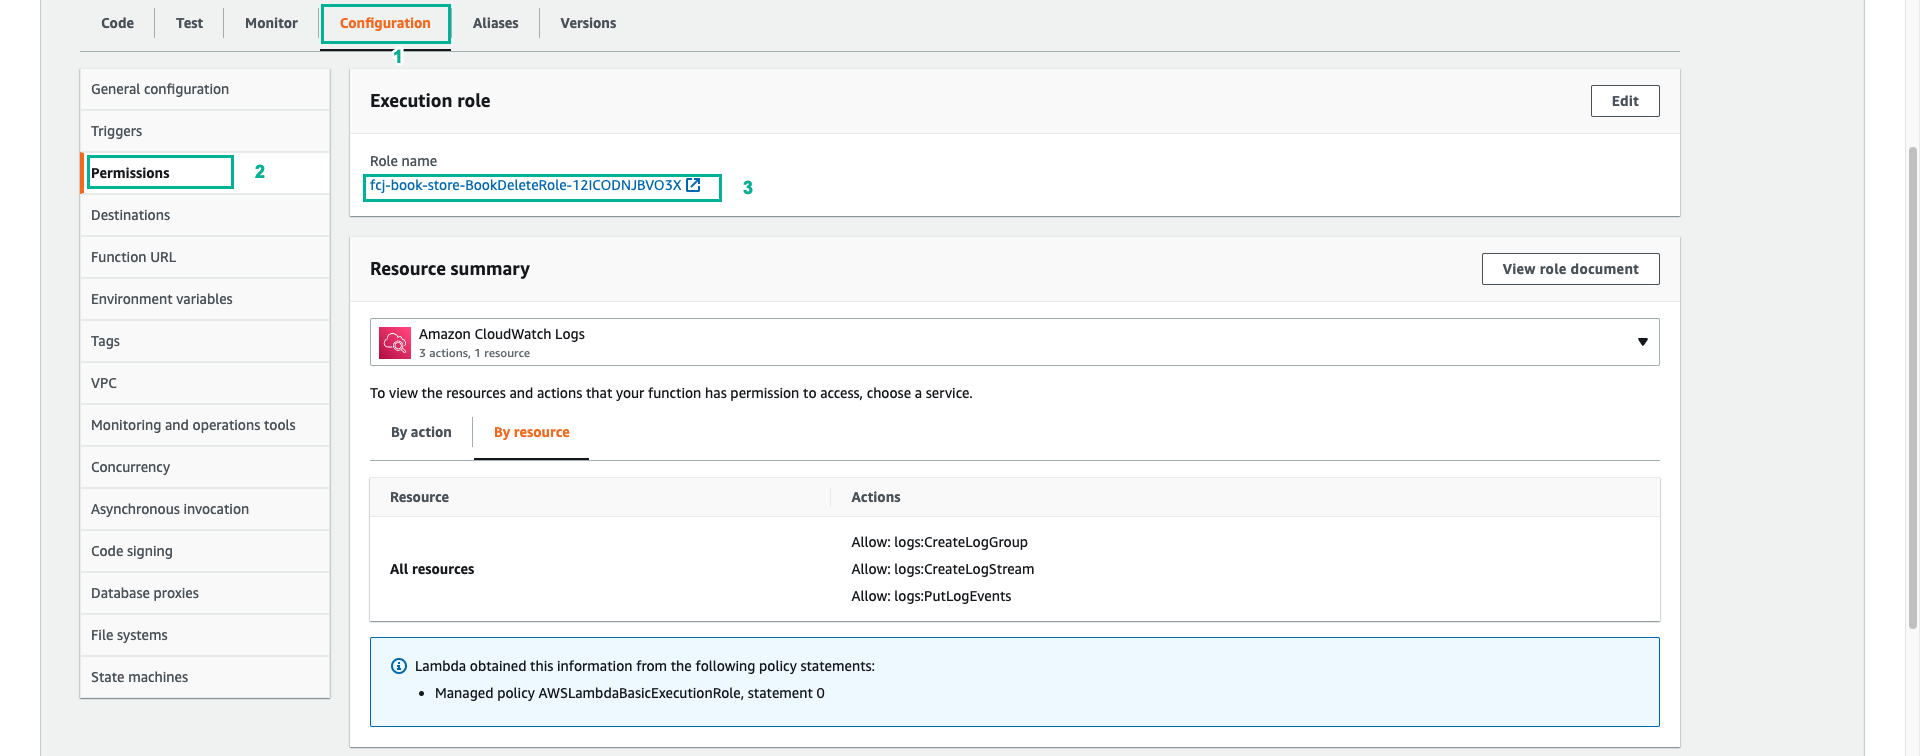 Code
Test
Monitor
Configuration
Aliases
Versions
1
General configuration
Triggers
Permissions
2
Destinations
Function URL
Environment variables
Tags
VPC
Monitoring and operations tools
Concurrency
Asynchronous invocation
Code signing
Database proxies
File systems
State machines
Execution role
Edit
Role name
fcj-book-store-BookDeleteRole-12ICODNJBVO3X
3
Resource summary
View role document
Amazon CloudWatch Logs
3 actions, 1 resource
To view the resources and actions that your function has permission to access, choose a service.
By action
By resource
Resource
Actions
All resources
Allow: logs:CreateLogGroup
Allow: logs:CreateLogStream
Allow: logs:PutLogEvents
Lambda obtained this information from the following policy statements:
• Managed policy AWSLambdaBasicExecutionRole, statement 0